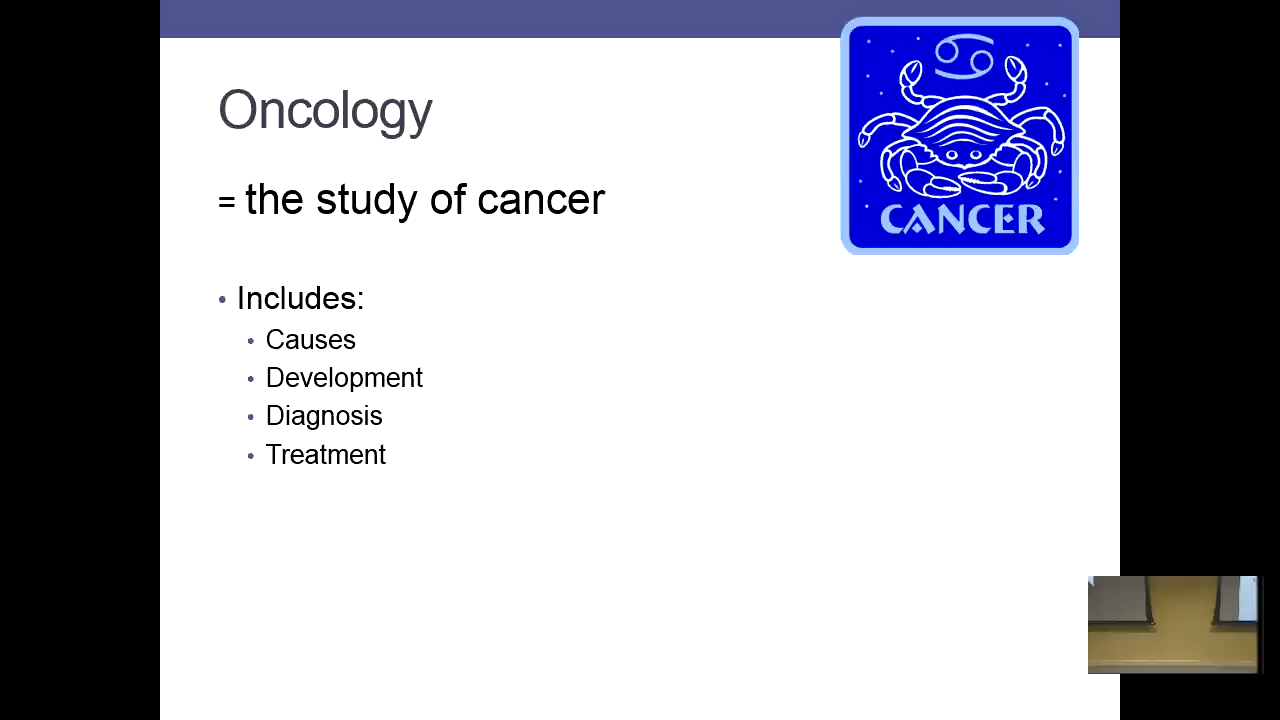 Oncology
= the study of cancer
CANCER
• Includes:
• Causes
• Development
• Diagnosis
• Treatment